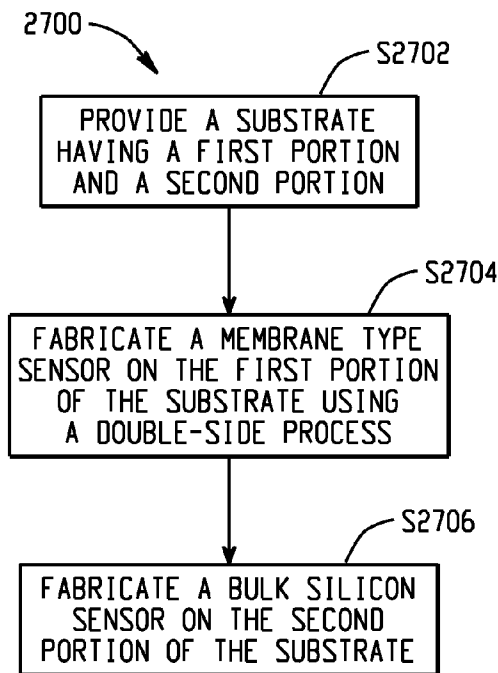 2700
S2702
PROVIDE A SUBSTRATE
HAVING A FIRST PORTION
AND A SECOND PORTION
S2704
FABRICATE A MEMBRANE TYPE
SENSOR ON THE FIRST PORTION
OF THE SUBSTRATE USING
A DOUBLE-SIDE PROCESS
S2706
FABRICATE A BULK SILICON
SENSOR ON THE SECOND
PORTION OF THE SUBSTRATE